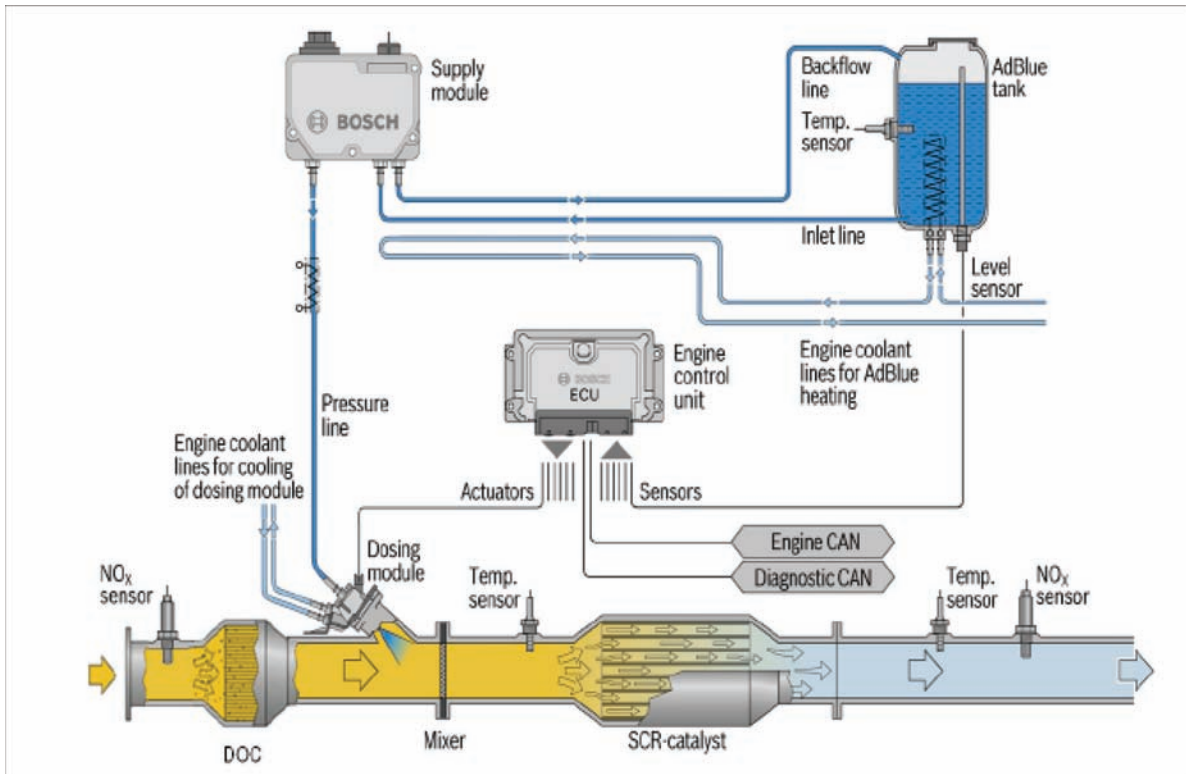 Supply
module
BOSCH
Backflow
line
AdBlue
tank
Temp.
sensor
Inlet line
Level
sensor
Engine
control
unit
BOSCH
ECU
Engine coolant
lines for AdBlue
heating
Pressure
line
Engine coolant
lines for cooling
of dosing module
Actuators
Sensors
Engine CAN
Diagnostic CAN
Dosing
module
NOX
sensor
Temp.
sensor
Temp.
sensor
NOX
sensor
DOC
Mixer
SCR-catalyst